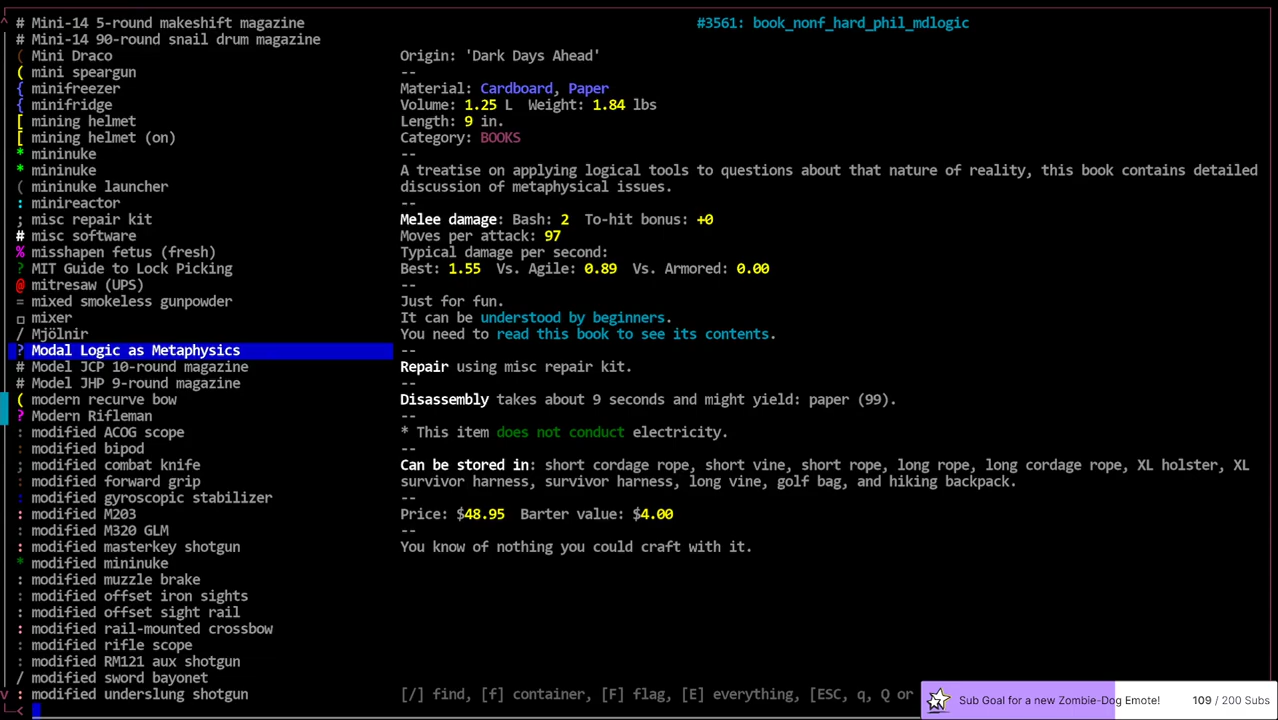 # Mini-14 5-round makeshift magazine
# Mini-14 90-round snail drum magazine
( Mini Draco
( mini speargun
{ minifreezer
{ minifridge
[ mining helmet
[ mining helmet (on)
* mininuke
* mininuke
( mininuke launcher
: minireactor
; misc repair kit
# misc software
% misshapen fetus (fresh)
? MIT Guide to Lock Picking
@ mitresaw (UPS)
= mixed smokeless gunpowder
□ mixer
/ Mjölnir
? Modal Logic as Metaphysics
# Model JCP 10-round magazine
# Model JHP 9-round magazine
( modern recurve bow
? Modern Rifleman
: modified ACOG scope
: modified bipod
; modified combat knife
: modified forward grip
: modified gyroscopic stabilizer
: modified M203
: modified M320 GLM
: modified masterkey shotgun
* modified mininuke
: modified muzzle brake
: modified offset iron sights
: modified offset sight rail
: modified rail-mounted crossbow
: modified rifle scope
: modified RM121 aux shotgun
/ modified sword bayonet
: modified underslung shotgun
#3561: book_nonf_hard_phil_mdlogic
Origin: 'Dark Days Ahead'
--
Material: Cardboard, Paper
Volume: 1.25 L  Weight: 1.84 lbs
Length: 9 in.
Category: BOOKS
--
A treatise on applying logical tools to questions about that nature of reality, this book contains detailed
discussion of metaphysical issues.
--
Melee damage: Bash: 2  To-hit bonus: +0
Moves per attack: 97
Typical damage per second:
Best: 1.55  Vs. Agile: 0.89  Vs. Armored: 0.00
--
Just for fun.
It can be understood by beginners.
You need to read this book to see its contents.
--
Repair using misc repair kit.
--
Disassembly takes about 9 seconds and might yield: paper (99).
--
* This item does not conduct electricity.
--
Can be stored in: short cordage rope, short vine, short rope, long rope, long cordage rope, XL holster, XL
survivor harness, survivor harness, long vine, golf bag, and hiking backpack.
--
Price: $48.95  Barter value: $4.00
--
You know of nothing you could craft with it.
[/] find, [f] container, [F] flag, [E] everything, [ESC, q, Q or
Sub Goal for a new Zombie-Dog Emote! 109 / 200 Subs